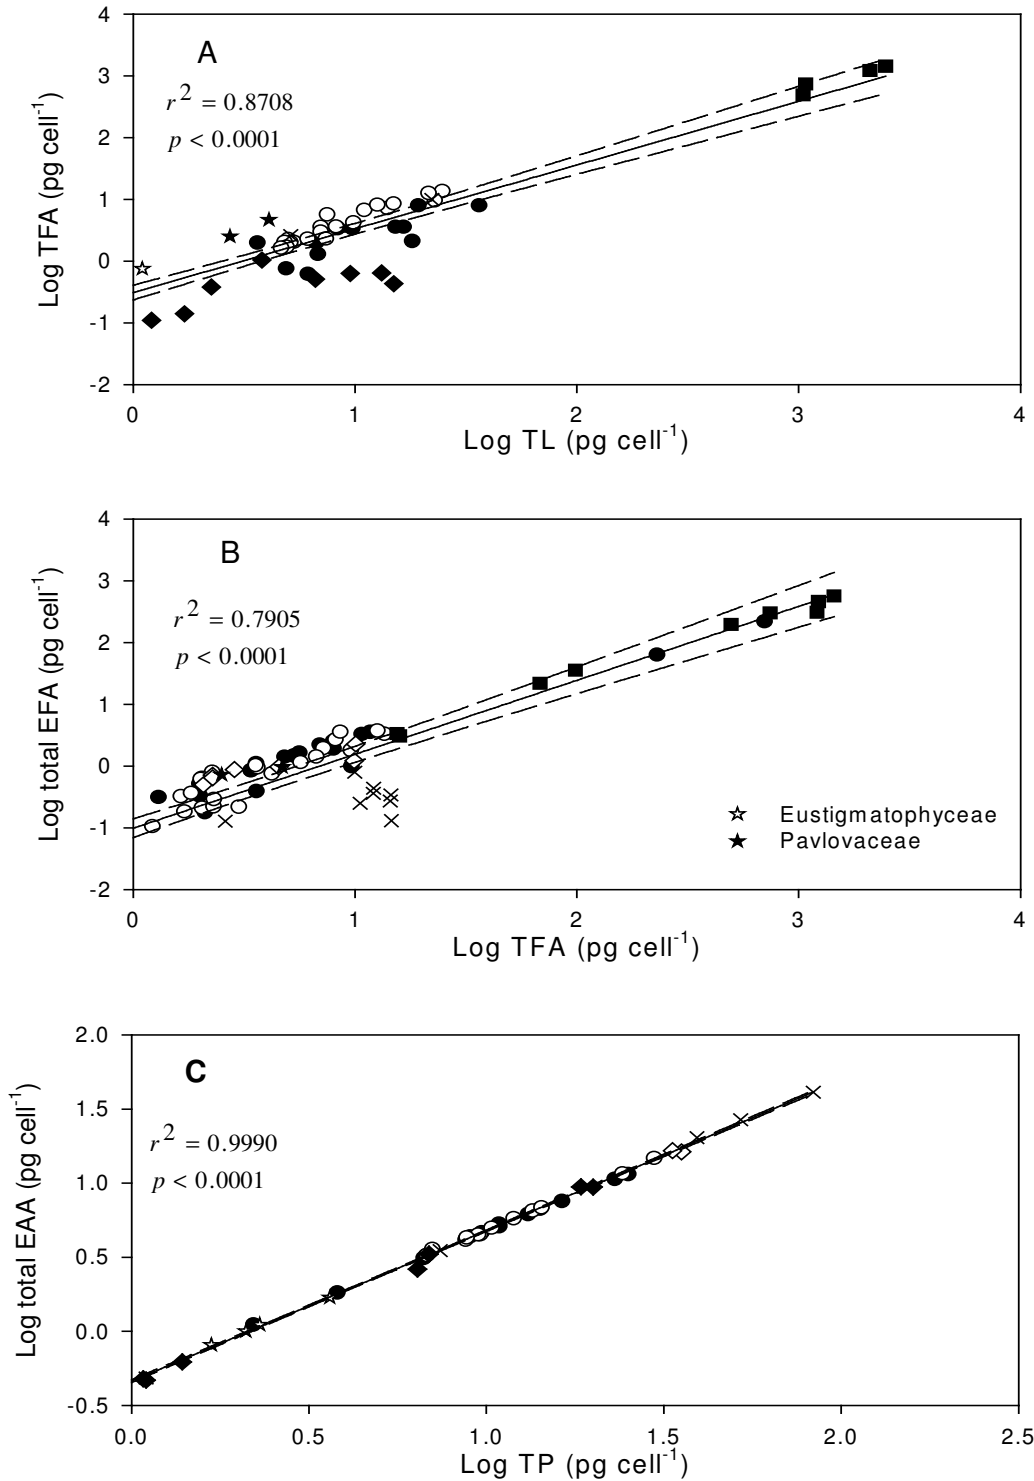 4
A
3
r² = 0.8708
2
p < 0.0001
1
0
-1
-2
Log TFA (pg cell⁻¹)
0 1 2 3 4
Log TL (pg cell⁻¹)
4
B
3
r² = 0.7905
2
p < 0.0001
1
0
-1
-2
Log total EFA (pg cell⁻¹)
Eustigmatophyceae
Pavlovaceae
0 1 2 3 4
Log TFA (pg cell⁻¹)
2.0
C
1.5
r² = 0.9990
p < 0.0001
1.0
0.5
0.0
-0.5
Log total EAA (pg cell⁻¹)
0.0 0.5 1.0 1.5 2.0 2.5
Log TP (pg cell⁻¹)